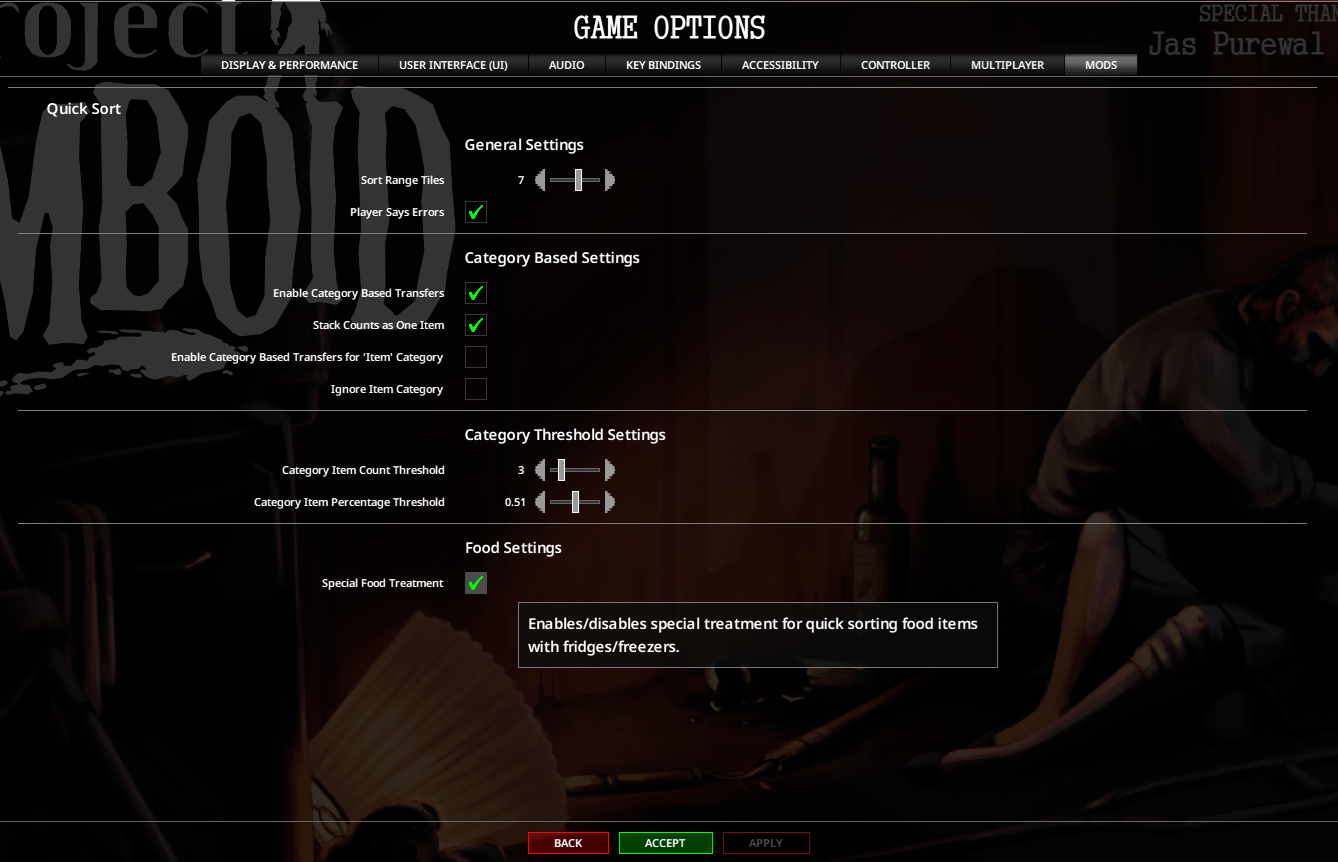 roject
SPECIAL THAN
Jas Purewal
GAME OPTIONS
DISPLAY & PERFORMANCE USER INTERFACE (UI) AUDIO KEY BINDINGS ACCESSIBILITY CONTROLLER MULTIPLAYER MODS
MBOID
Quick Sort
General Settings
Sort Range Tiles 7
Player Says Errors
Category Based Settings
Enable Category Based Transfers
Stack Counts as One Item
Enable Category Based Transfers for 'Item' Category
Ignore Item Category
Category Threshold Settings
Category Item Count Threshold 3
Category Item Percentage Threshold 0.51
Food Settings
Special Food Treatment
Enables/disables special treatment for quick sorting food items
with fridges/freezers.
BACK ACCEPT APPLY